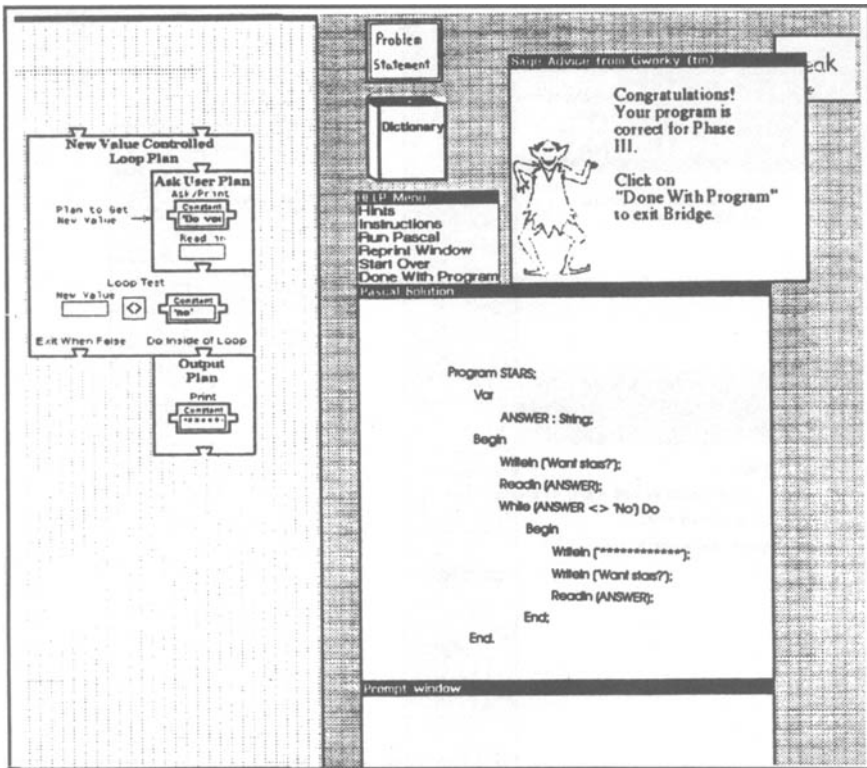 New Value Controlled
Loop Plan
Ask User Plan
Ask/Print
Constant
Plan to Get
New Value
Read In
Loop Test
New Value
<>
Constant
'no'
Exit When False
Do Inside of Loop
Output
Plan
Print
Constant
Problem
Statement
Dictionary
HELP Menu
Hints
Instructions
Run Pascal
Reprint Window
Start Over
Done With Program
Sage Advice from Gworky (tm)
Congratulations!
Your program is
correct for Phase
III.
Click on
"Done With Program"
to exit Bridge.
eak
Pascal Solution
Program STARS;
Var
ANSWER : String;
Begin
Writeln ('Want stars?');
Readln (ANSWER);
While (ANSWER <> 'No') Do
Begin
Writeln ('*************');
Writeln ('Want stars?');
Readln (ANSWER);
End;
End.
Prompt window